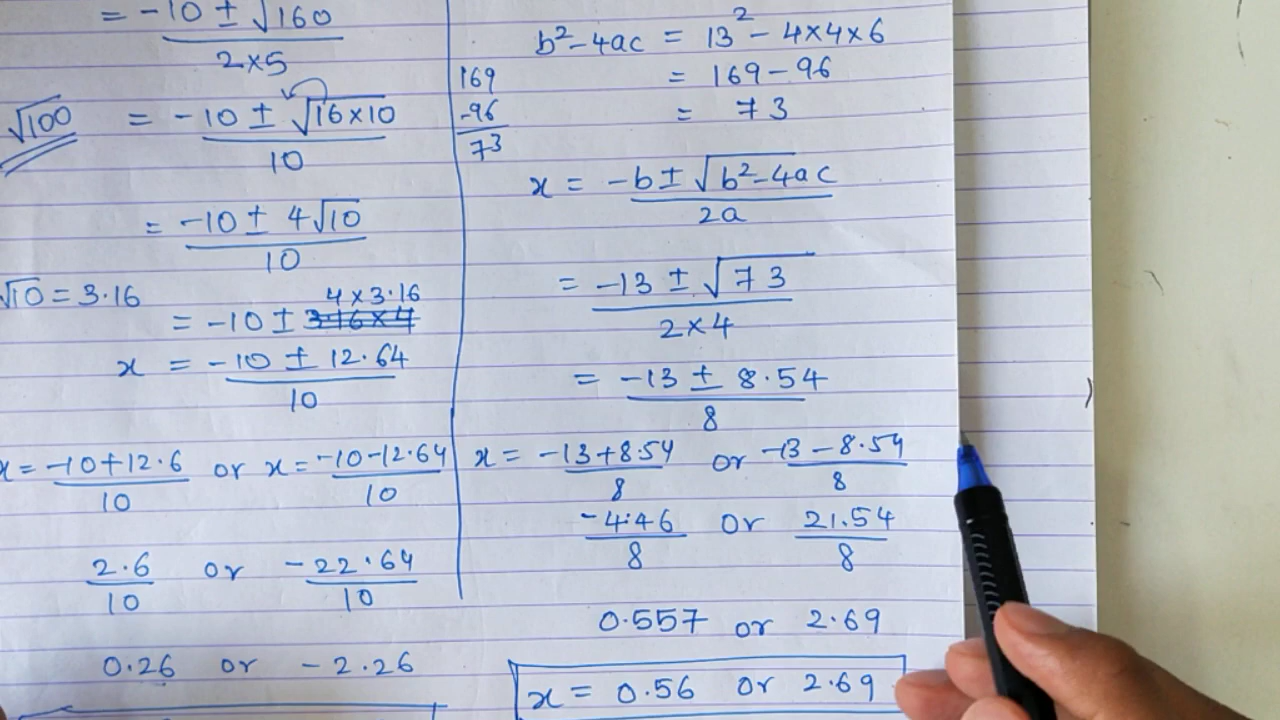 = -10 ± √160
2×5
√100 = -10 ± √16×10
10
= -10 ± 4√10
10
√10 = 3.16
4×3.16
= -10 ± 3.16×4
x = -10 ± 12.64
10
x = -10+12.6 or x = -10-12.64
10 10
2.6 or -22.64
10 10
0.26 or -2.26
b²-4ac = 13² - 4×4×6
169 = 169-96
-96 = 73
73
x = -b ± √b²-4ac
2a
= -13 ± √73
2×4
= -13 ± 8.54
8
x = -13+8.54 or -13-8.54
8 8
-4.46 or 21.54
8 8
0.557 or 2.69
x = 0.56 or 2.69